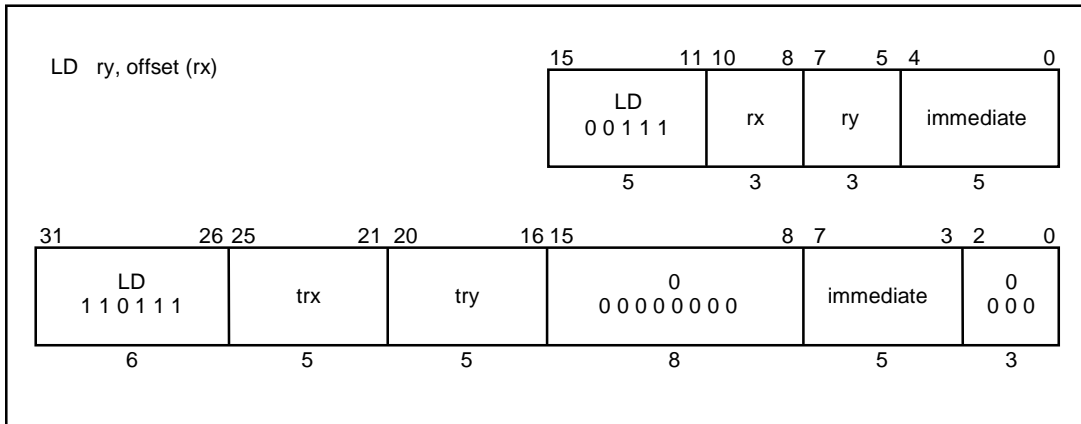 LD ry, offset (rx)
15 11 10 8 7 5 4 0
LD rx ry immediate
0 0 1 1 1
5 3 3 5
31 26 25 21 20 16 15 8 7 3 2 0
LD trx try 0 immediate 0
1 1 0 1 1 1 0 0 0 0 0 0 0 0 0 0 0
6 5 5 8 5 3